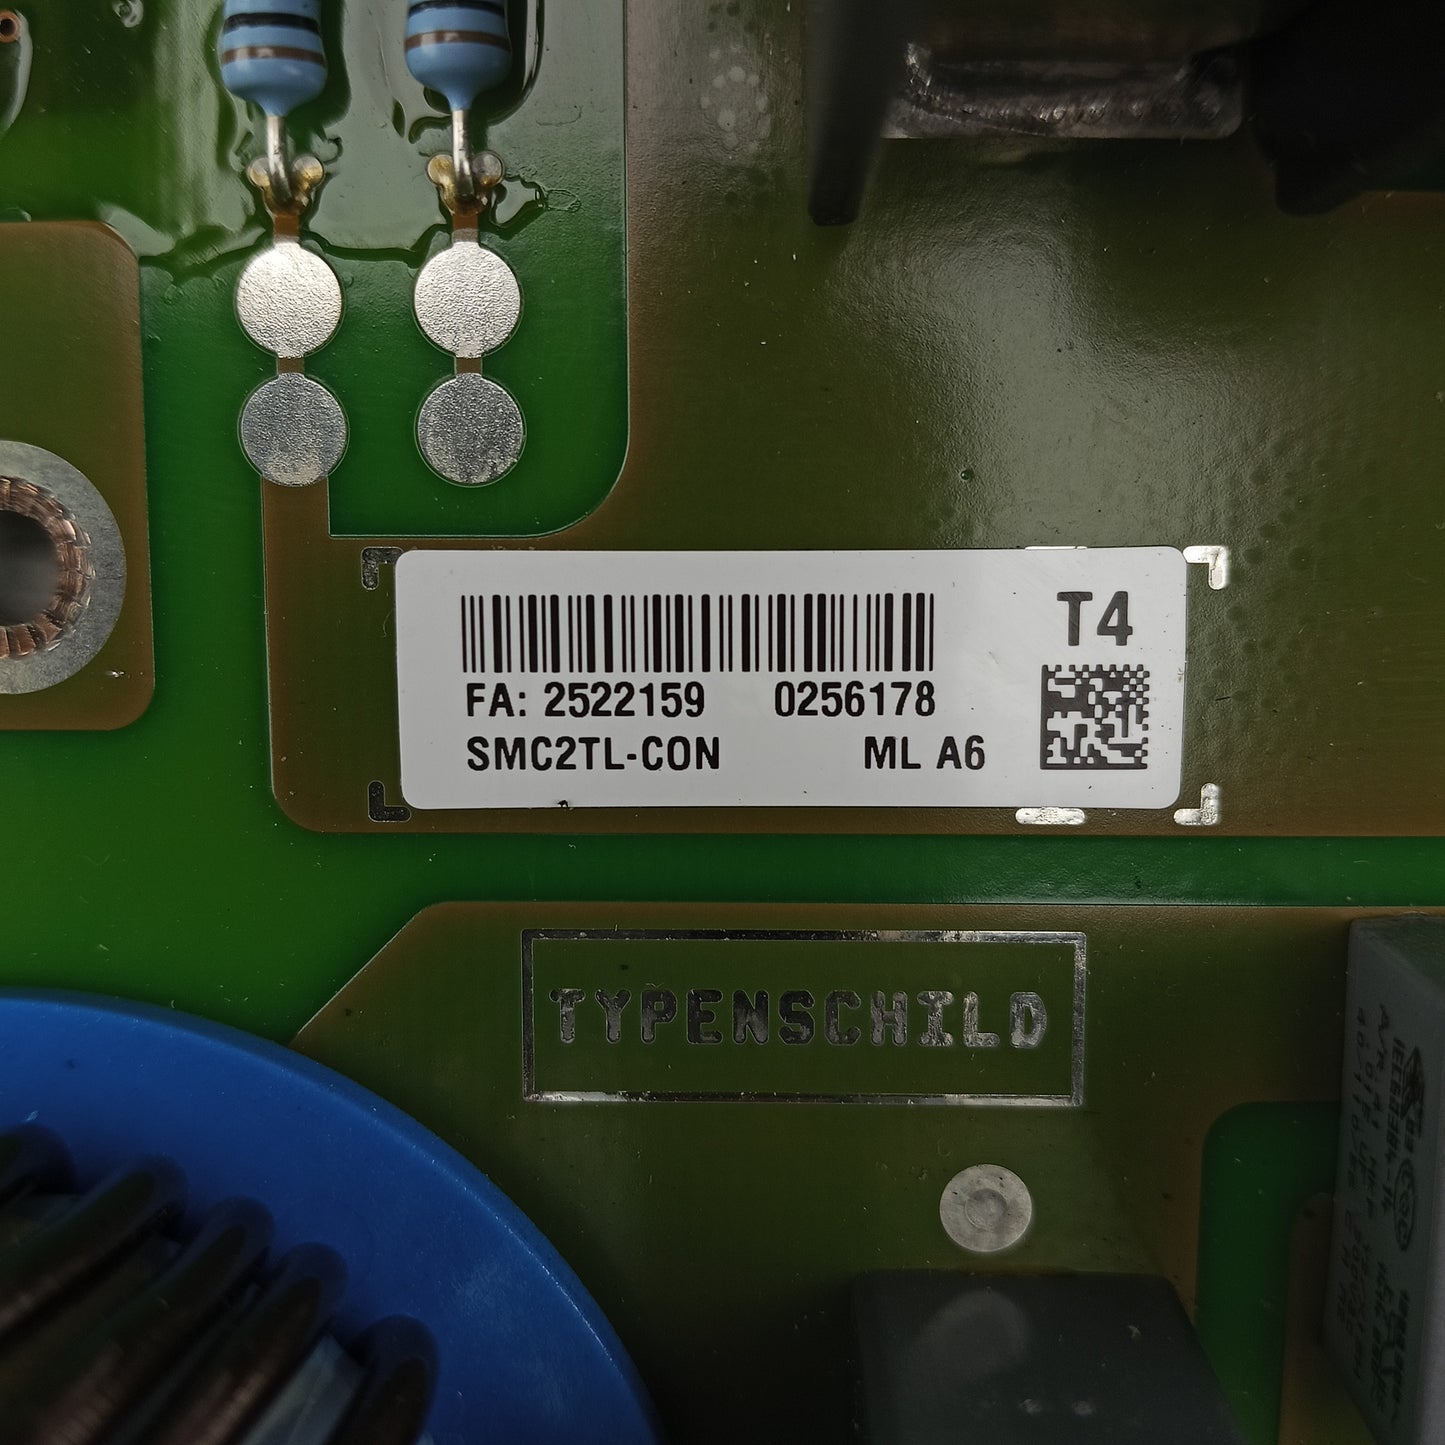 T4
FA: 2522159 0256178
SMC2TL-CON ML A6
TYPENSCHILD